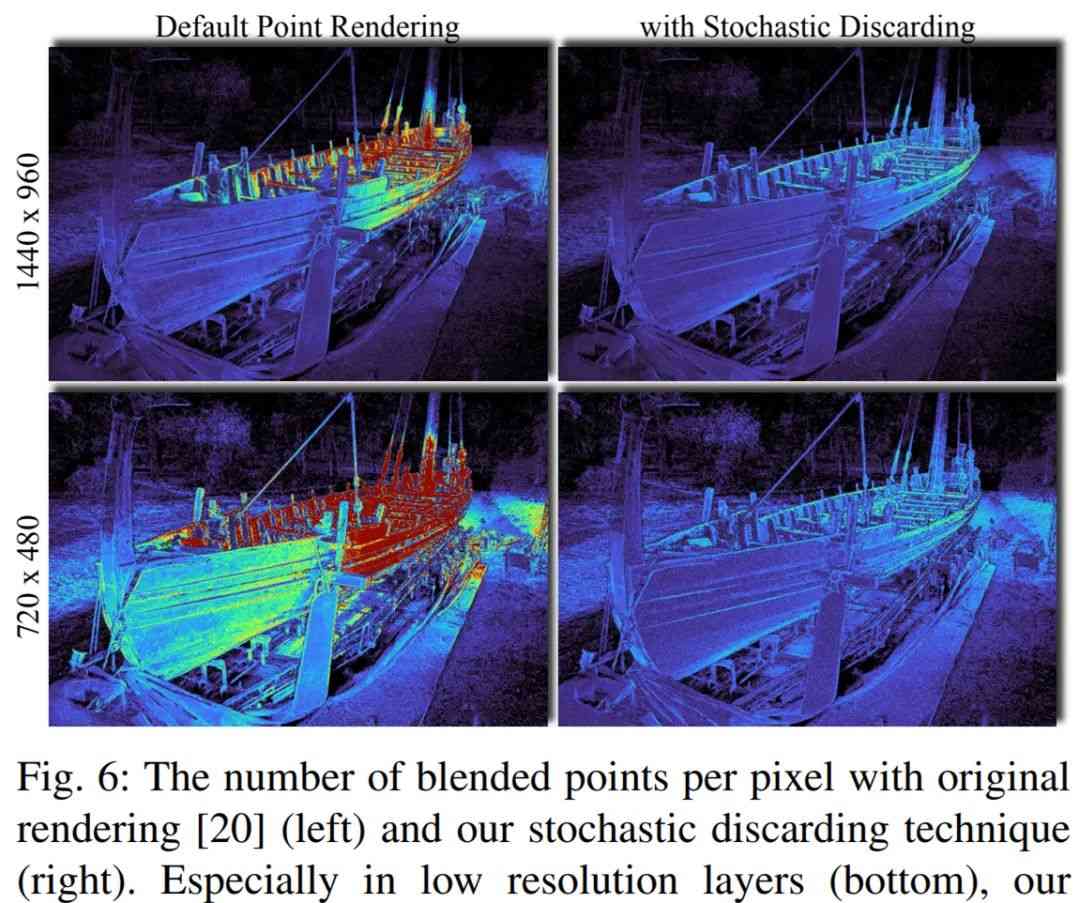 Default Point Rendering
with Stochastic Discarding
1440 x 960
720 x 480
Fig. 6: The number of blended points per pixel with original
rendering [20] (left) and our stochastic discarding technique
(right). Especially in low resolution layers (bottom), our